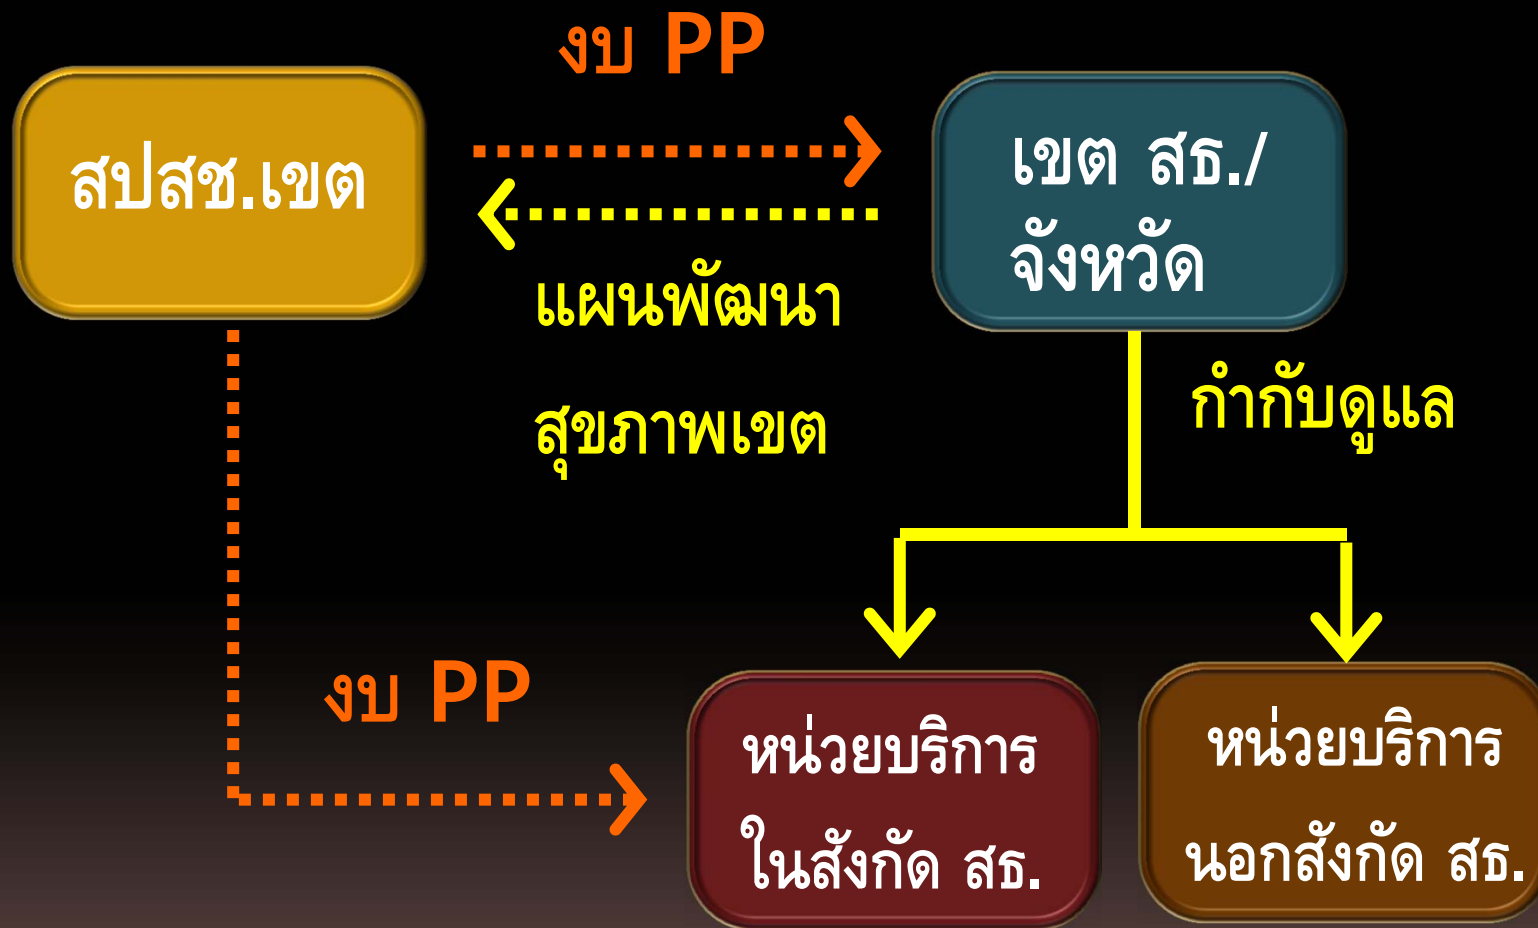 งบ PP
สปสช.เขต
เขต สธ./
จังหวัด
แผนพัฒนา
สุขภาพเขต
กำกับดูแล
งบ PP
หน่วยบริการ
ในสังกัด สธ.
หน่วยบริการ
นอกสังกัด สธ.